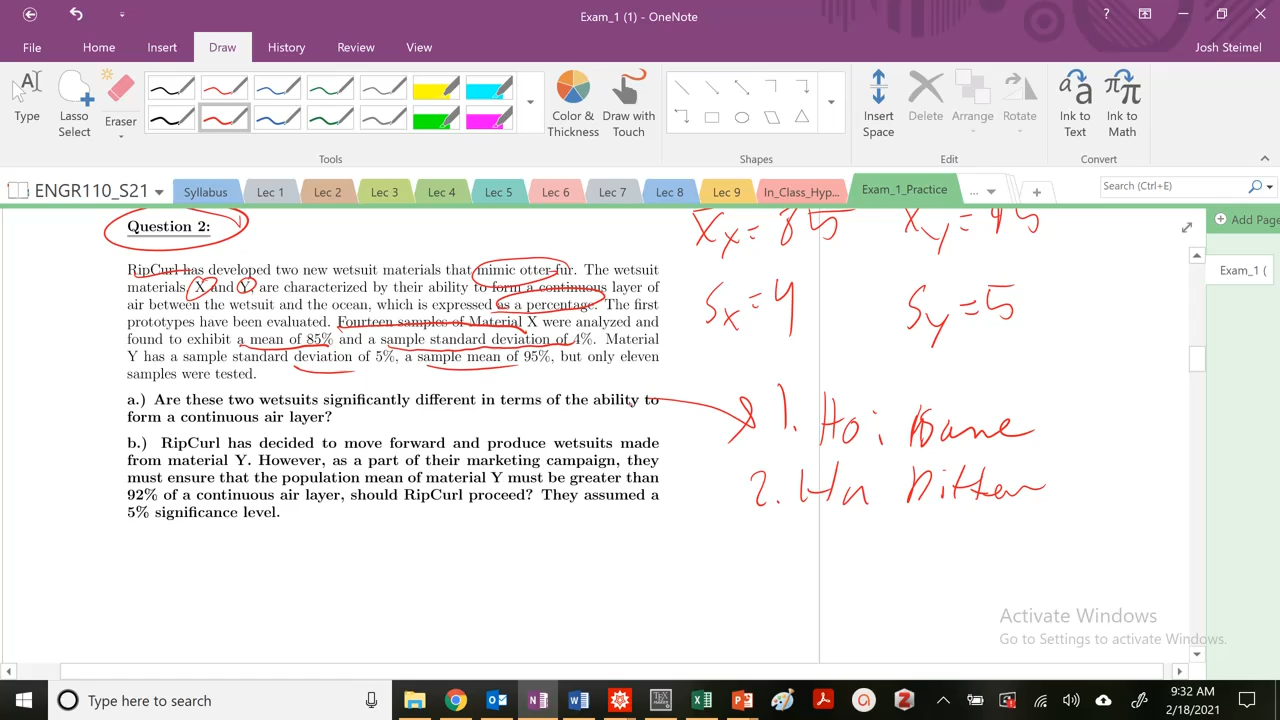 Exam_1 (1) - OneNote
?
File Home Insert Draw History Review View Josh Steimel
Type
Lasso Select
Eraser
Color & Thickness
Draw with Touch
Insert Space
Delete
Arrange
Rotate
Ink to Text
Ink to Math
Tools Shapes Edit Convert
ENGR110_S21 Syllabus Lec 1 Lec 2 Lec 3 Lec 4 Lec 5 Lec 6 Lec 7 Lec 8 Lec 9 In_Class_Hyp... Exam_1_Practice ... Search (Ctrl+E)
Add Page
Exam_1 (
Question 2:
RipCurl has developed two new wetsuit materials that mimic otter fur. The wetsuit
materials, X and Y, are characterized by their ability to form a continuous layer of
air between the wetsuit and the ocean, which is expressed as a percentage. The first
prototypes have been evaluated. Fourteen samples of Material X were analyzed and
found to exhibit a mean of 85% and a sample standard deviation of 4%. Material
Y has a sample standard deviation of 5%, a sample mean of 95%, but only eleven
samples were tested.
a.) Are these two wetsuits significantly different in terms of the ability to
form a continuous air layer?
b.) RipCurl has decided to move forward and produce wetsuits made
from material Y. However, as a part of their marketing campaign, they
must ensure that the population mean of material Y must be greater than
92% of a continuous air layer, should RipCurl proceed? They assumed a
5% significance level.
x̄x = 85 x̄y = 95
Sx = 4 Sy = 5
1. Ho: Same
2. Ha
Activate Windows
Go to Settings to activate Windows.
Type here to search
9:32 AM
2/18/2021